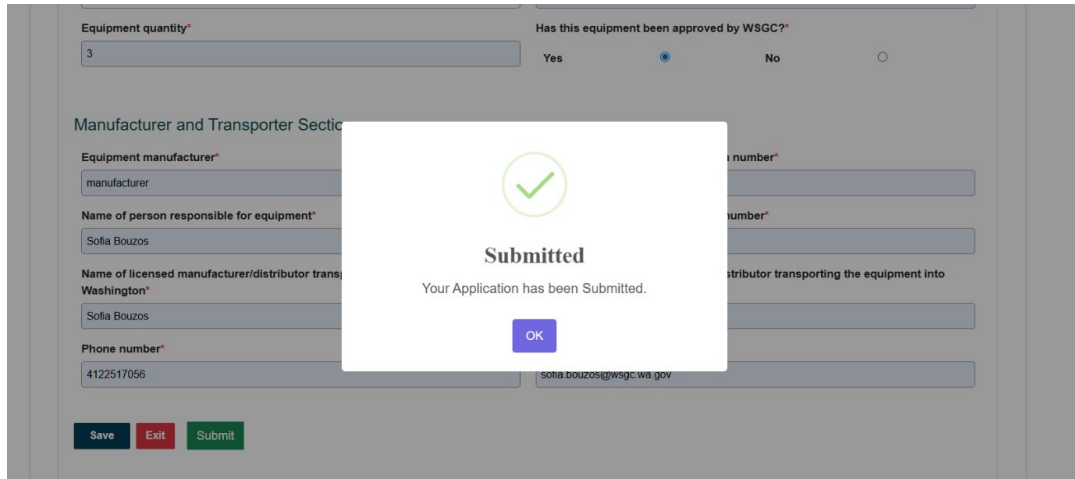 Equipment quantity*
Has this equipment been approved by WSGC?*
3
Yes
No
Manufacturer and Transporter Sectio
Equipment manufacturer*
number*
manufacturer
Name of person responsible for equipment*
number*
Sofia Bouzos
Name of licensed manufacturer/distributor trans
Washington*
stributor transporting the equipment into
Sofia Bouzos
Phone number*
4122517056
sofia.bouzos@wsgc.wa.gov
Submitted
Your Application has been Submitted.
OK
Save
Exit
Submit